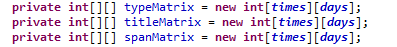 private int[][] typeMatrix = new int[times][days];
private int[][] titleMatrix = new int[times][days];
private int[][] spanMatrix = new int[times][days];